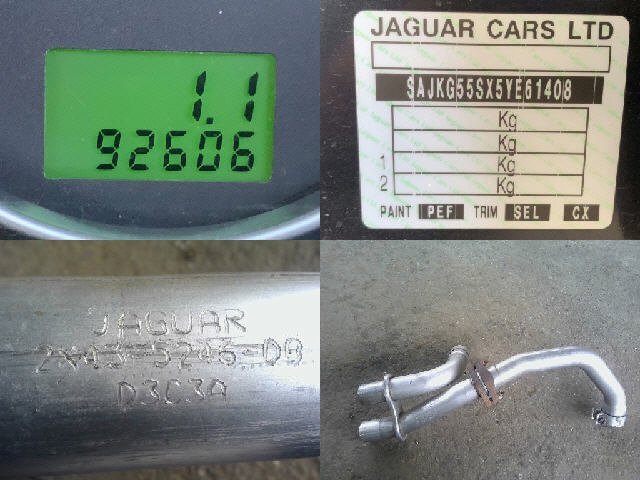 1.1
92606
JAGUAR CARS LTD
SAJKG55SX5YE61408
Kg
Kg
1 Kg
2 Kg
PAINT PEF TRIM SEL CX
JAGUAR
D3C3A